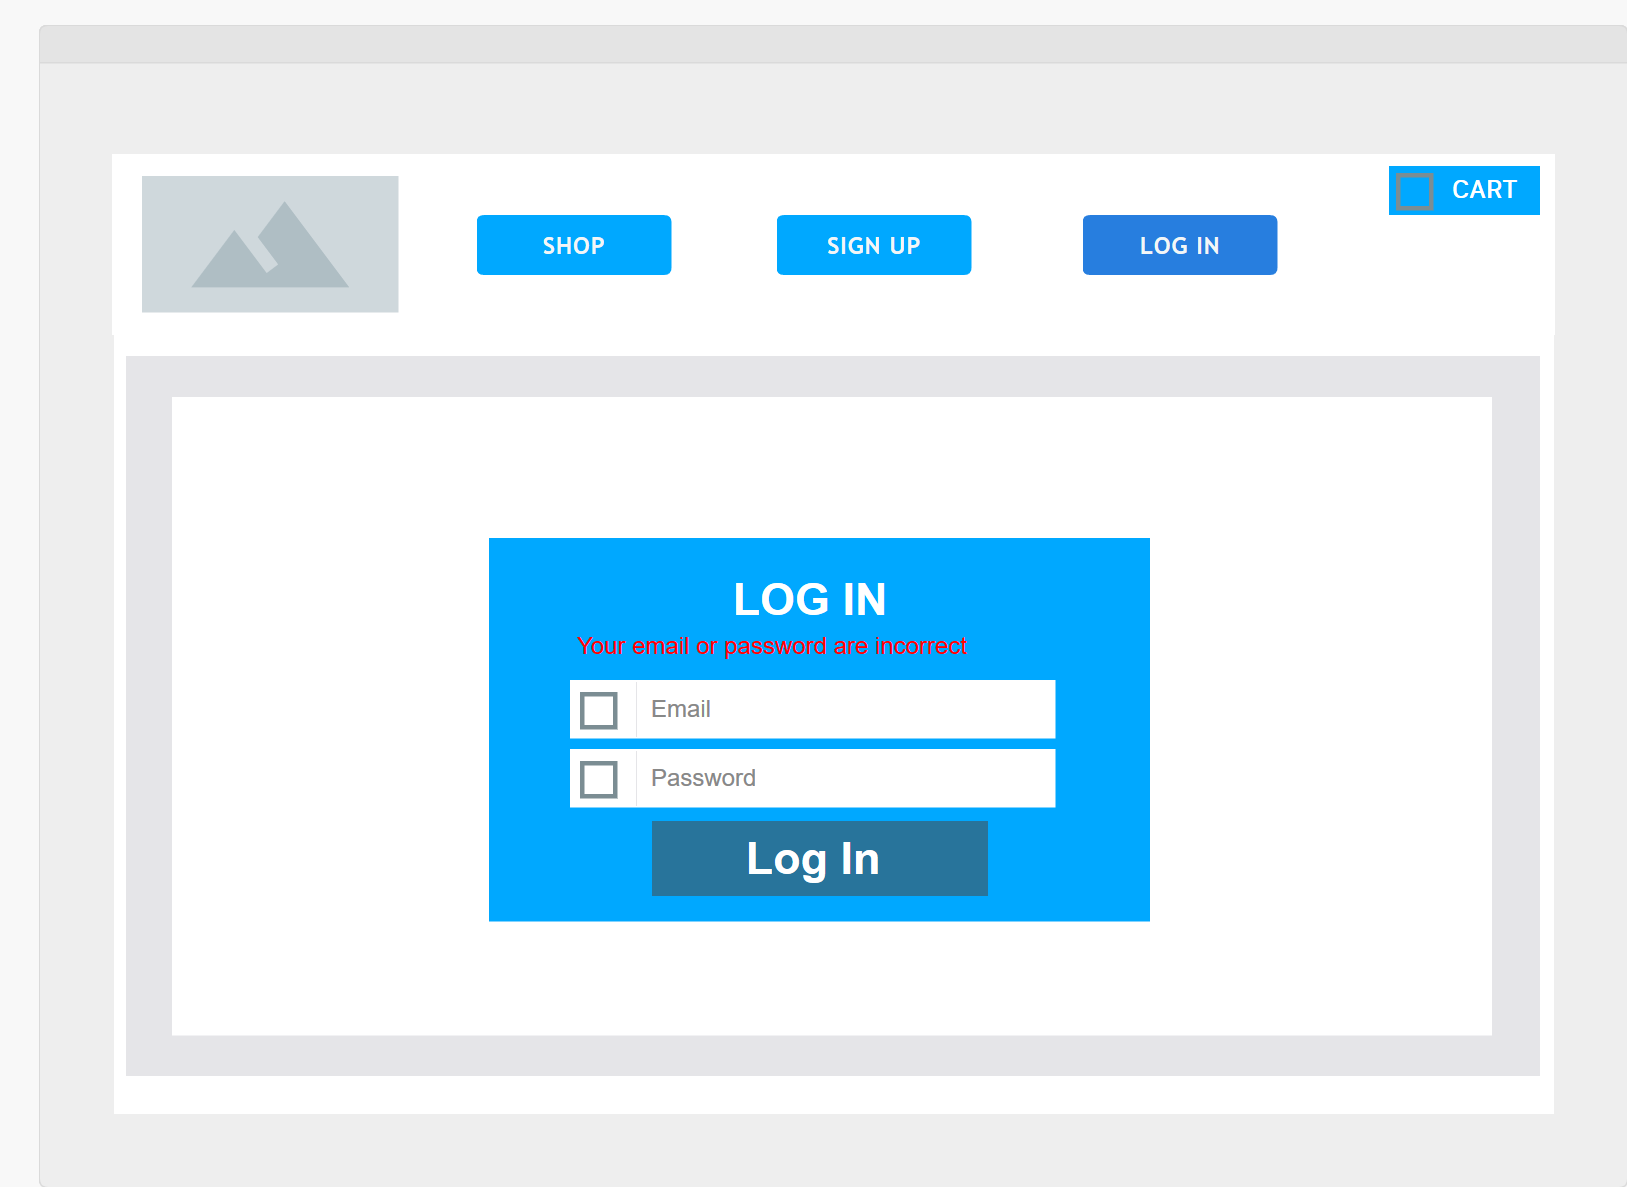 SHOP
SIGN UP
LOG IN
CART
LOG IN
Your email or password are incorrect
Email
Password
Log In